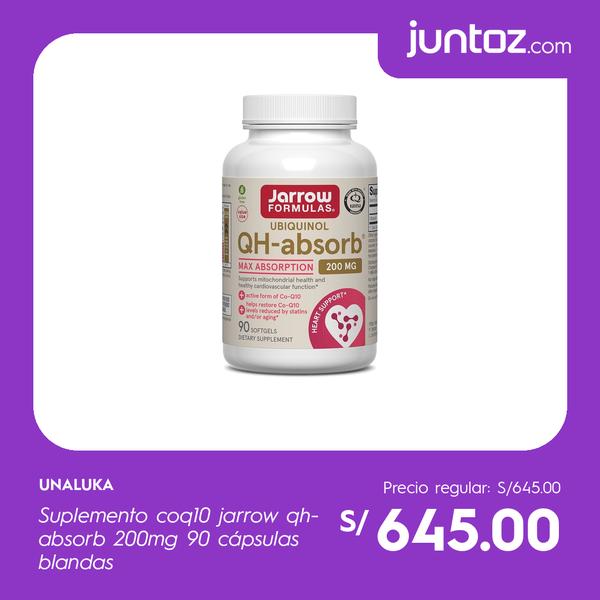 juntoz.com
Jarrow
FORMULAS®
UBIQUINOL
QH-absorb®
MAX ABSORPTION
200 MG
Supports mitochondrial health and
healthy cardiovascular function*
active form of Co-Q10
helps restore Co-Q10
levels reduced by statins
and/or aging*
HEART SUPPORT*
90 SOFTGELS
DIETARY SUPPLEMENT
UNALUKA
Suplemento coq10 jarrow qh-
absorb 200mg 90 cápsulas
blandas
Precio regular: S/645.00
S/ 645.00